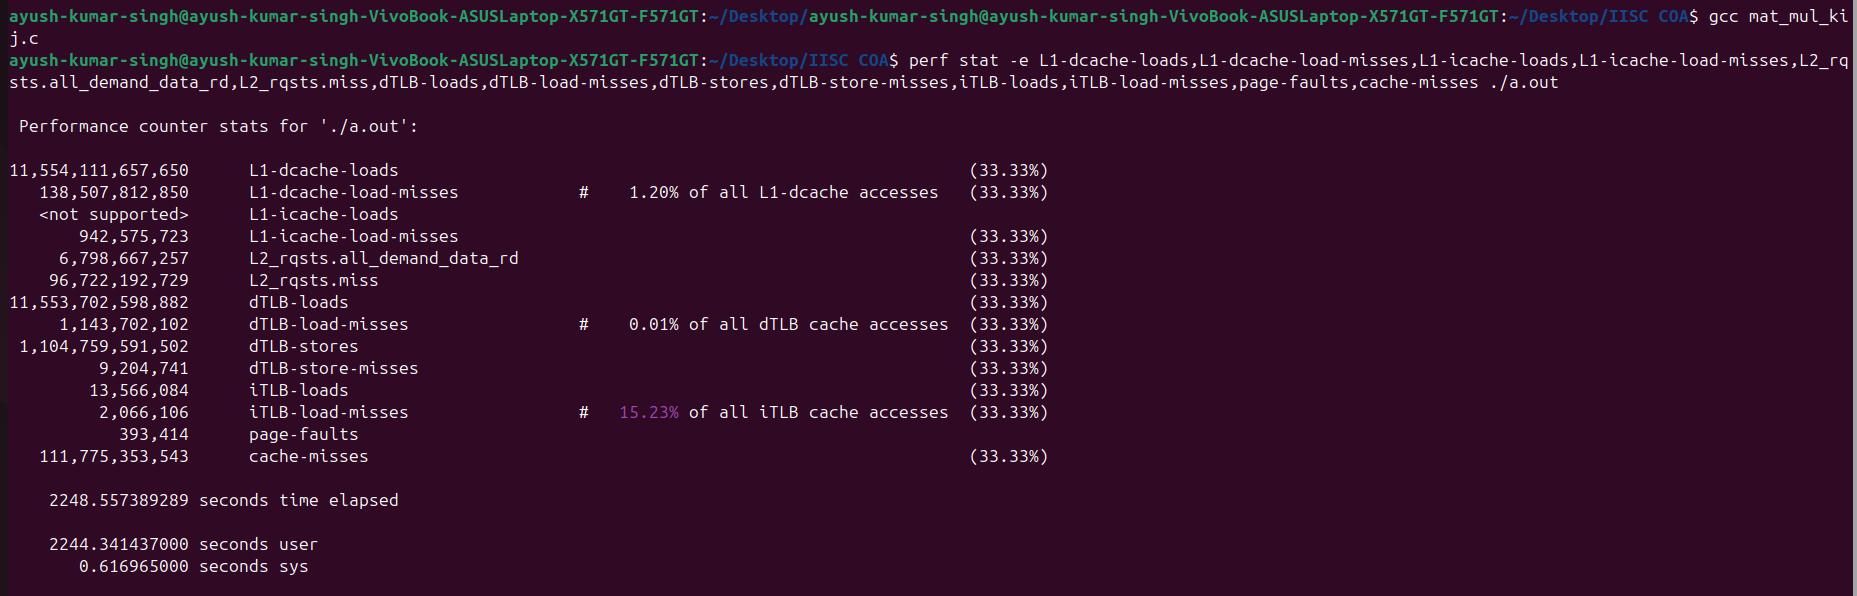 ayush-kumar-singh@ayush-kumar-singh-VivoBook-ASUSLaptop-X571GT-F571GT:~/Desktop/ayush-kumar-singh@ayush-kumar-singh-VivoBook-ASUSLaptop-X571GT-F571GT:~/Desktop/IISC COA$ gcc mat_mul_ki
j.c
ayush-kumar-singh@ayush-kumar-singh-VivoBook-ASUSLaptop-X571GT-F571GT:~/Desktop/IISC COA$ perf stat -e L1-dcache-loads,L1-dcache-load-misses,L1-icache-loads,L1-icache-load-misses,L2_rq
sts.all_demand_data_rd,L2_rqsts.miss,dTLB-loads,dTLB-load-misses,dTLB-stores,dTLB-store-misses,iTLB-loads,iTLB-load-misses,page-faults,cache-misses ./a.out
Performance counter stats for './a.out':
11,554,111,657,650 L1-dcache-loads (33.33%)
138,507,812,850 L1-dcache-load-misses # 1.20% of all L1-dcache accesses (33.33%)
<not supported> L1-icache-loads
942,575,723 L1-icache-load-misses (33.33%)
6,798,667,257 L2_rqsts.all_demand_data_rd (33.33%)
96,722,192,729 L2_rqsts.miss (33.33%)
11,553,702,598,882 dTLB-loads (33.33%)
1,143,702,102 dTLB-load-misses # 0.01% of all dTLB cache accesses (33.33%)
1,104,759,591,502 dTLB-stores (33.33%)
9,204,741 dTLB-store-misses (33.33%)
13,566,084 iTLB-loads (33.33%)
2,066,106 iTLB-load-misses # 15.23% of all iTLB cache accesses (33.33%)
393,414 page-faults
111,775,353,543 cache-misses (33.33%)
2248.557389289 seconds time elapsed
2244.341437000 seconds user
0.616965000 seconds sys